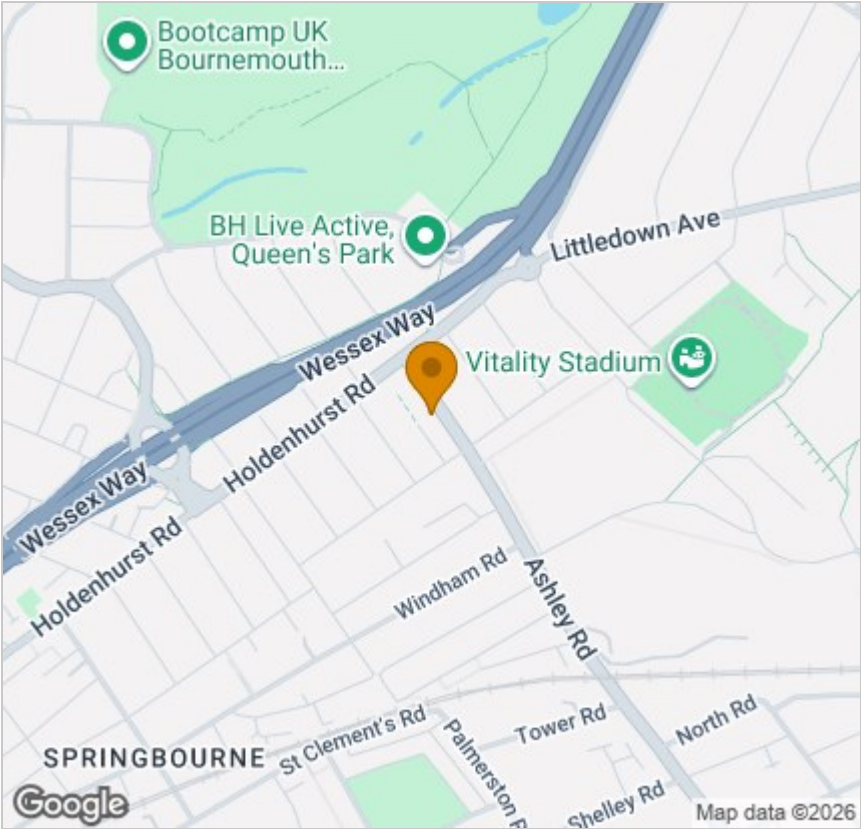 Bootcamp UK
Bournemouth...
BH Live Active,
Queen's Park
Littledown Ave
Wessex Way
Vitality Stadium
Holdenhurst Rd
Wessex Way
Holdenhurst Rd
Windham Rd
Ashley Rd
St Clement's Rd
Tower Rd
North Rd
Palmerston R
SPRINGBOURNE
Shelley Rd
Google
Map data ©2026